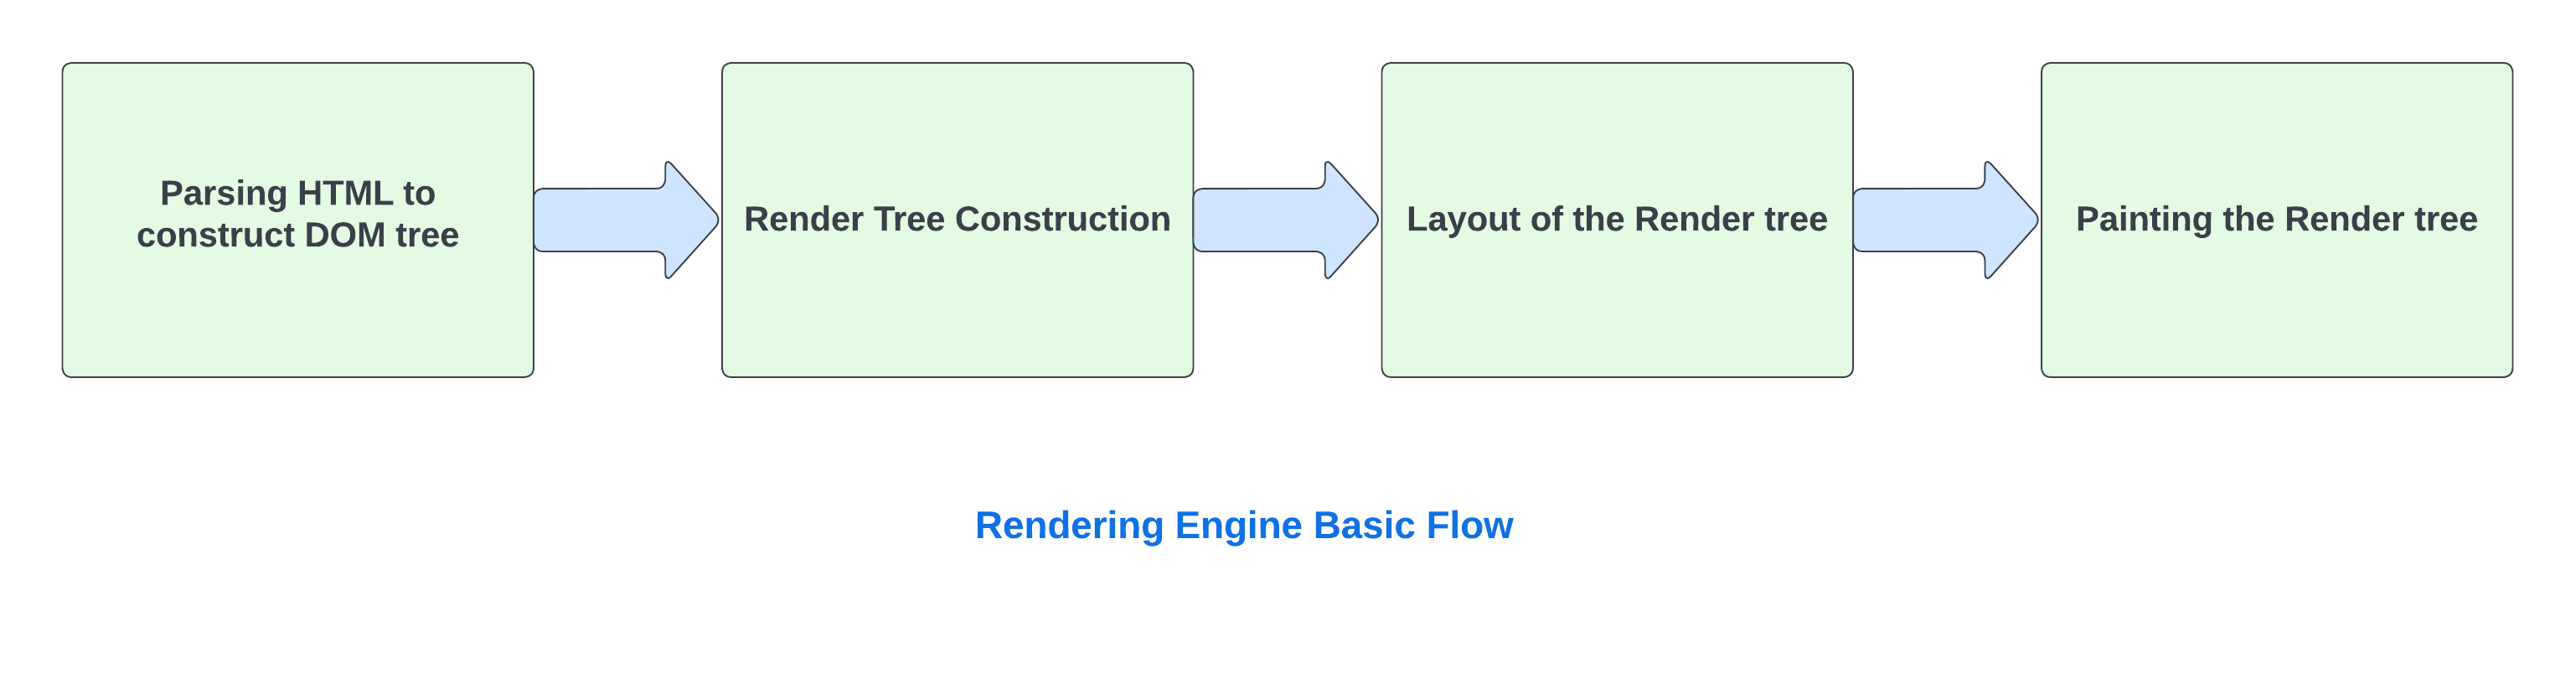 Parsing HTML to
construct DOM tree
Render Tree Construction
Layout of the Render tree
Painting the Render tree
Rendering Engine Basic Flow